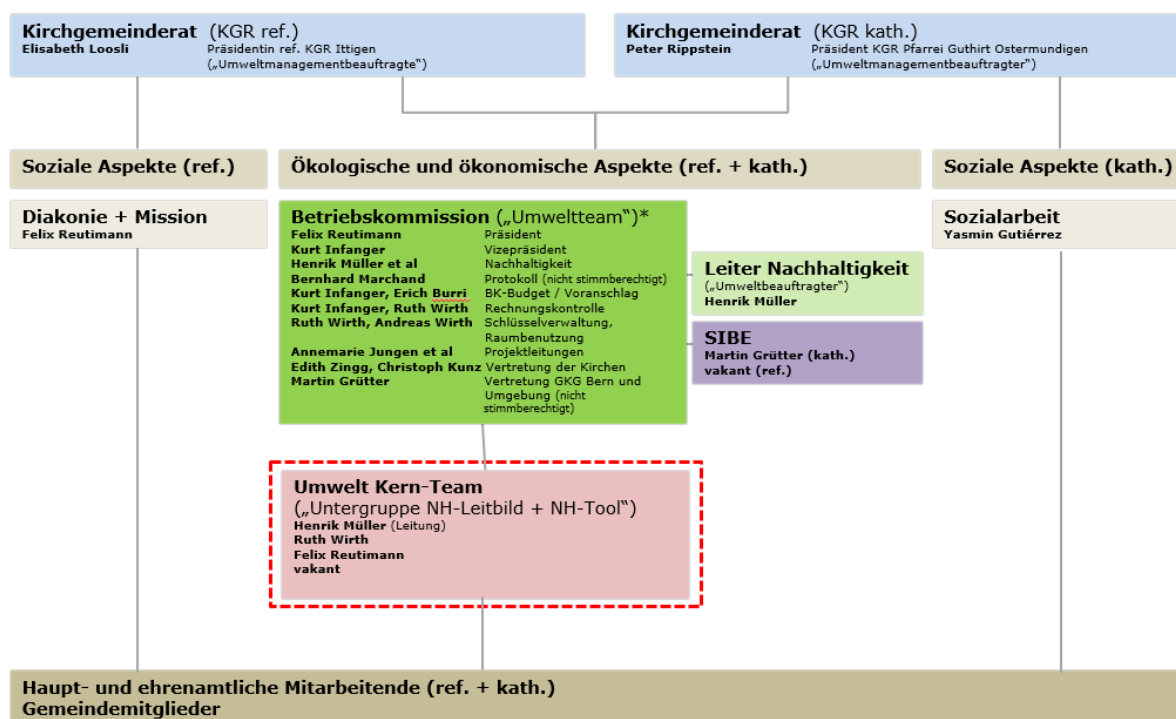 Kirchgemeinderat (KGR ref.)
Elisabeth Loosli Präsidentin ref. KGR Ittigen
(„Umweltmanagementbeauftragte“)
Kirchgemeinderat (KGR kath.)
Peter Rippstein Präsident KGR Pfarrei Guthirt Ostermundigen
(„Umweltmanagementbeauftragter“)
Soziale Aspekte (ref.)
Ökologische und ökonomische Aspekte (ref. + kath.)
Soziale Aspekte (kath.)
Diakonie + Mission
Felix Reutimann
Betriebskommission („Umweltteam“)*
Felix Reutimann Präsident
Kurt Infanger Vizepräsident
Henrik Müller et al Nachhaltigkeit
Bernhard Marchand Protokoll (nicht stimmberechtigt)
Kurt Infanger, Erich Burri BK-Budget / Voranschlag
Kurt Infanger, Ruth Wirth Rechnungskontrolle
Ruth Wirth, Andreas Wirth Schlüsselverwaltung,
Raumbenutzung
Annemarie Jungen et al Projektleitungen
Edith Zingg, Christoph Kunz Vertretung der Kirchen
Martin Grütter Vertretung GKG Bern und
Umgebung (nicht
stimmberechtigt)
Sozialarbeit
Yasmin Gutiérrez
Leiter Nachhaltigkeit
(„Umweltbeauftragter“)
Henrik Müller
SIBE
Martin Grütter (kath.)
vakant (ref.)
Umwelt Kern-Team
(„Untergruppe NH-Leitbild + NH-Tool“)
Henrik Müller (Leitung)
Ruth Wirth
Felix Reutimann
vakant
Haupt- und ehrenamtliche Mitarbeitende (ref. + kath.)
Gemeindemitglieder